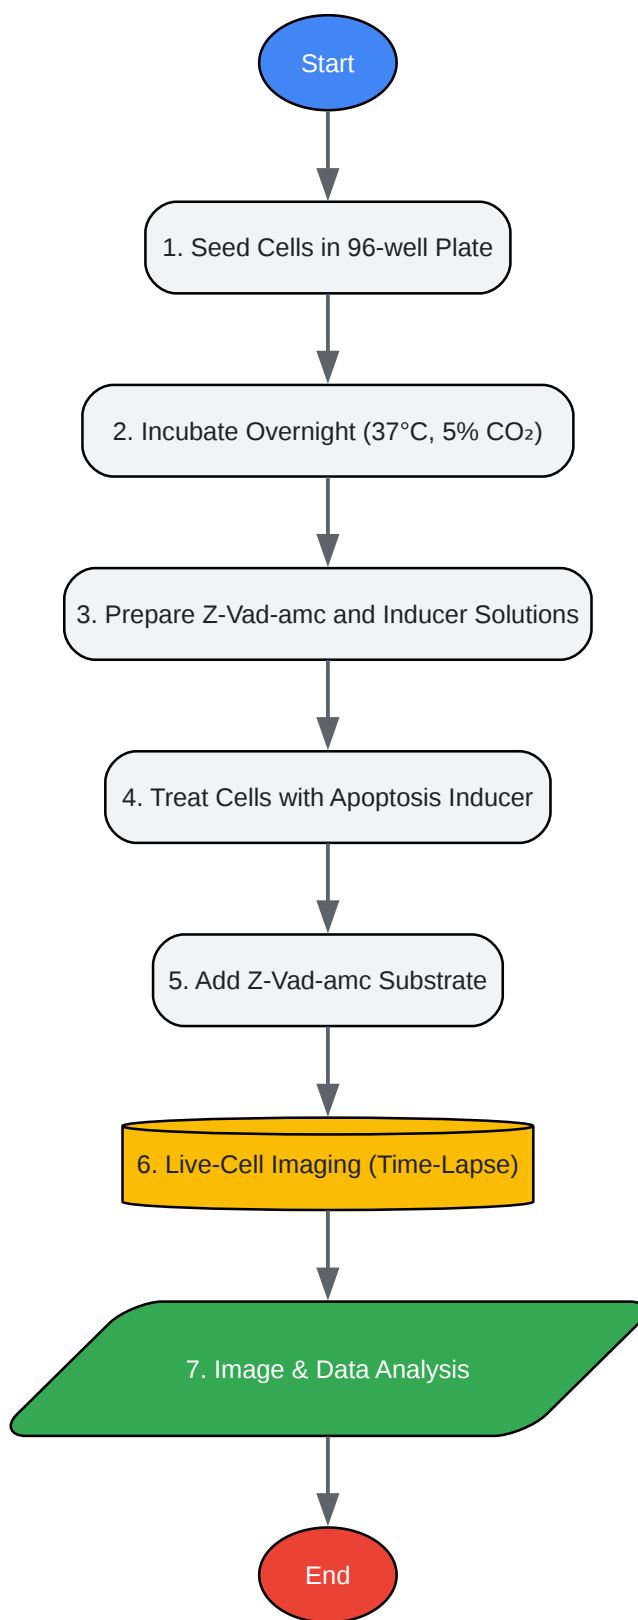 Start
1. Seed Cells in 96-well Plate
2. Incubate Overnight (37°C, 5% CO₂)
3. Prepare Z-Vad-amc and Inducer Solutions
4. Treat Cells with Apoptosis Inducer
5. Add Z-Vad-amc Substrate
6. Live-Cell Imaging (Time-Lapse)
7. Image & Data Analysis
End